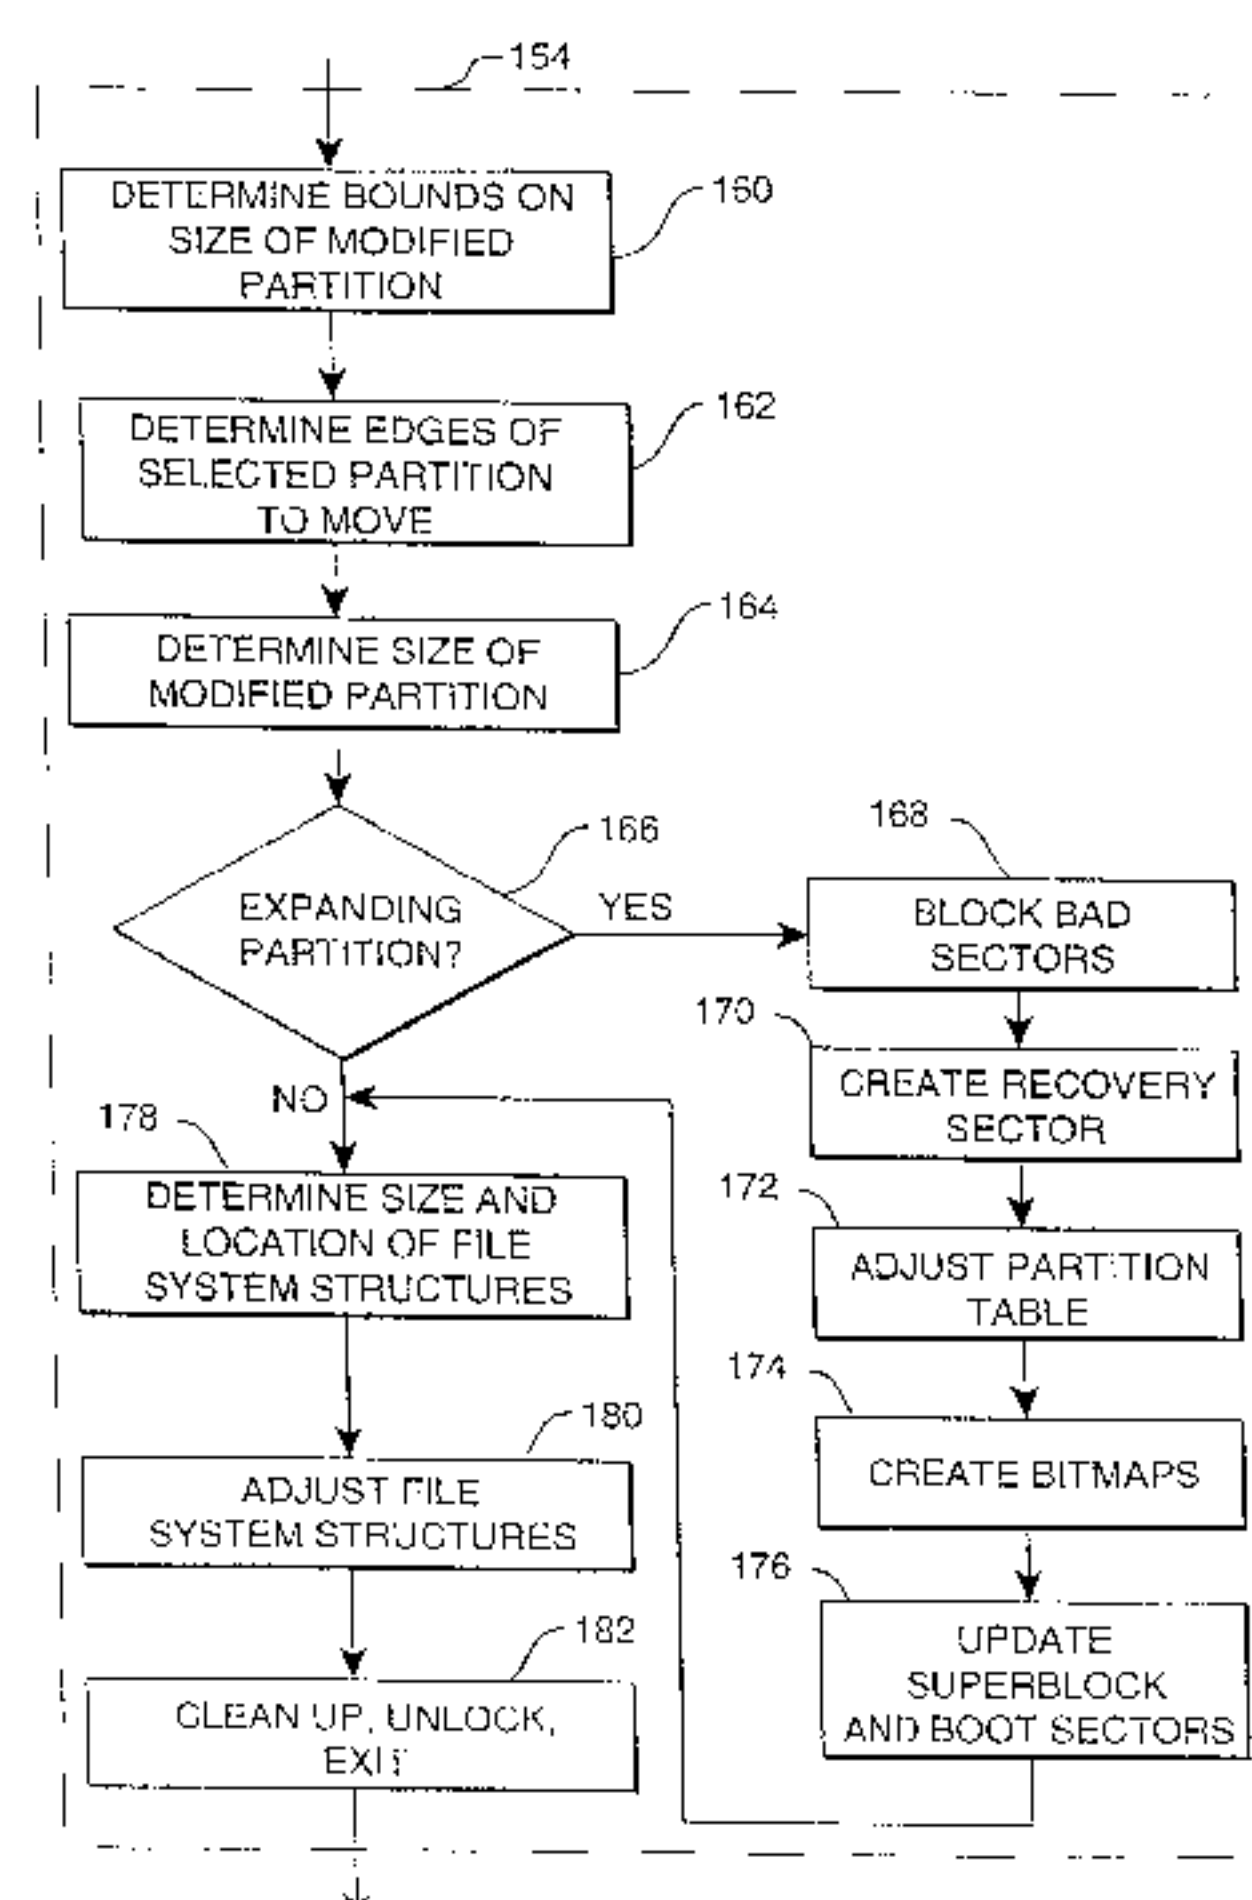 154
DETERMINE BOUNDS ON
SIZE OF MODIFIED
PARTITION
160
DETERMINE EDGES OF
SELECTED PARTITION
TO MOVE
162
DETERMINE SIZE OF
MODIFIED PARTITION
164
EXPANDING
PARTITION?
166
YES
NO
168
BLOCK BAD
SECTORS
170
CREATE RECOVERY
SECTOR
172
ADJUST PARTITION
TABLE
174
CREATE BITMAPS
176
UPDATE
SUPERBLOCK
AND BOOT SECTORS
178
DETERMINE SIZE AND
LOCATION OF FILE
SYSTEM STRUCTURES
180
ADJUST FILE
SYSTEM STRUCTURES
182
CLEAN UP, UNLOCK,
EXIT